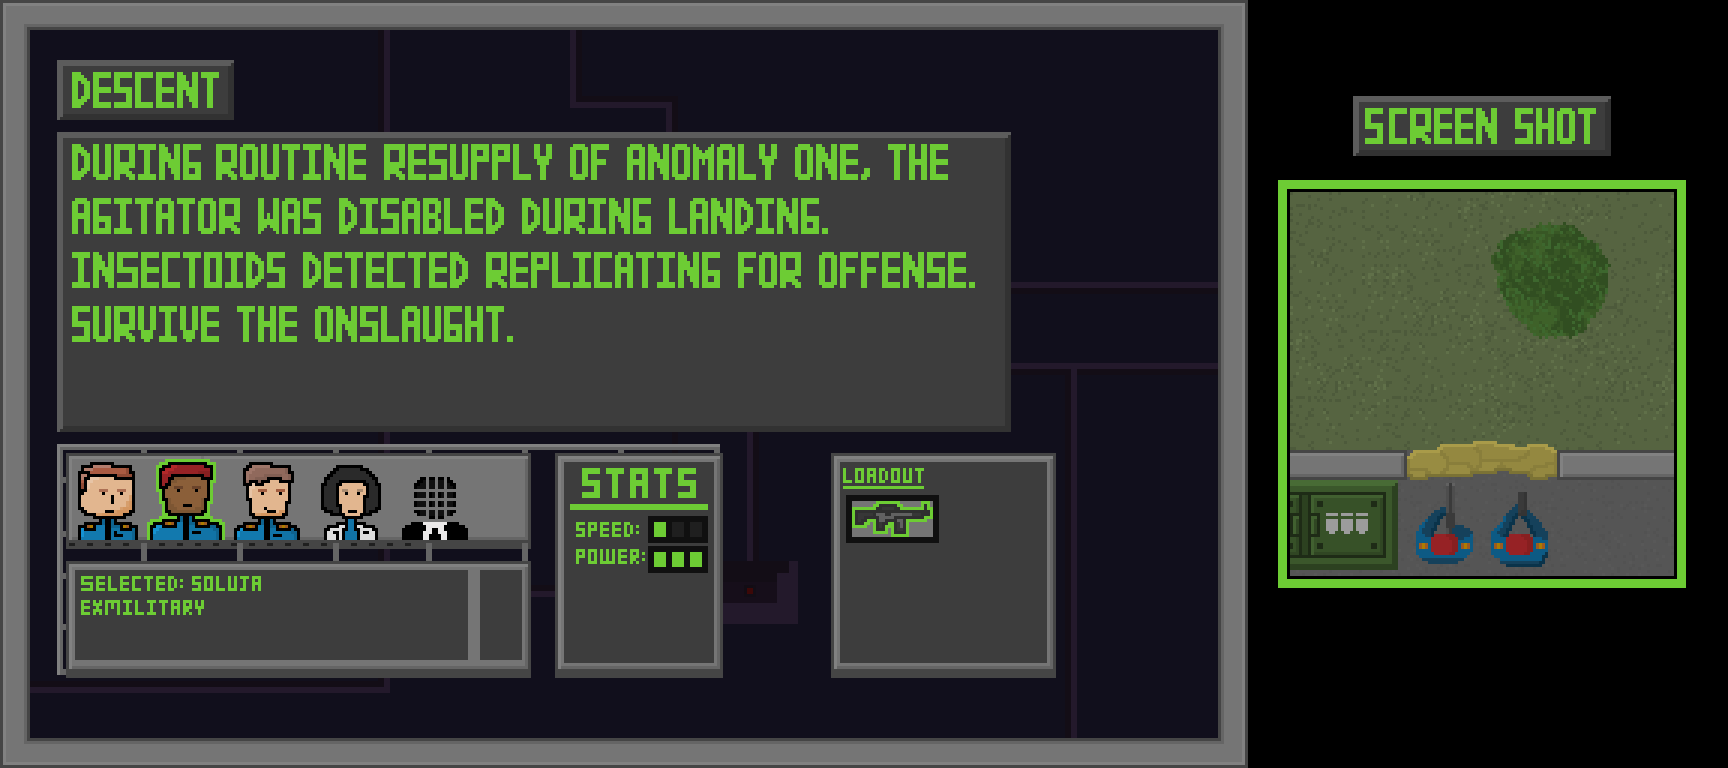 DESCENT
DURING ROUTINE RESUPPLY OF ANOMALY ONE, THE
AGITATOR WAS DISABLED DURING LANDING.
INSECTOIDS DETECTED REPLICATING FOR OFFENSE.
SURVIVE THE ONSLAUGHT.
SELECTED: SOLUJA
EXMILITARY
STATS
SPEED:
POWER:
LOADOUT
SCREEN SHOT